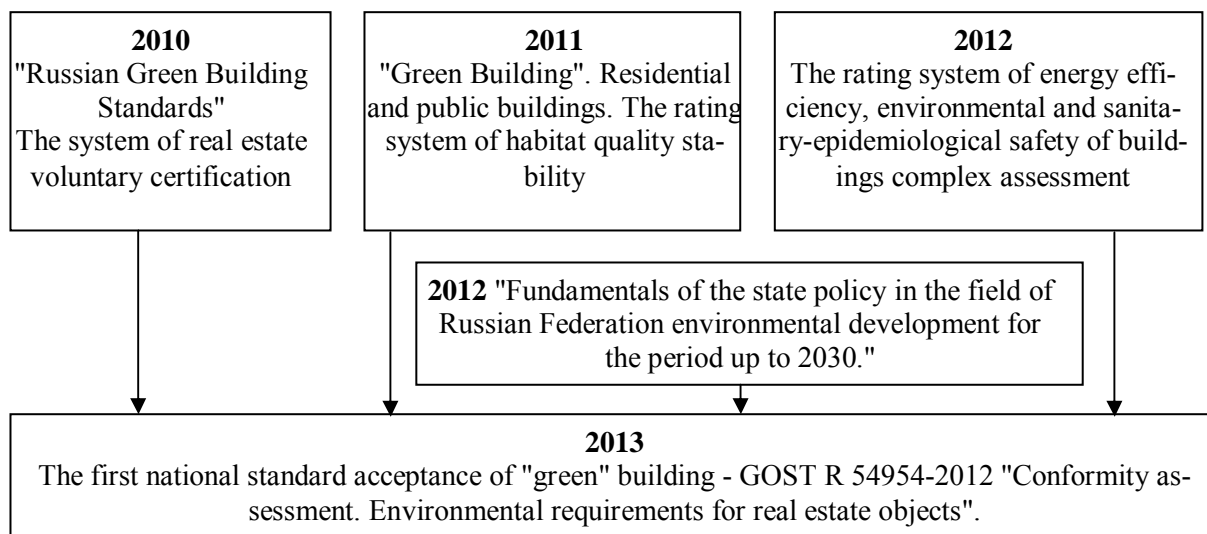 2010
"Russian Green Building
Standards"
The system of real estate
voluntary certification
2011
"Green Building". Residential
and public buildings. The rating
system of habitat quality sta-
bility
2012
The rating system of energy effi-
ciency, environmental and sanita-
ry-epidemiological safety of build-
ings complex assessment
2012 "Fundamentals of the state policy in the field of
Russian Federation environmental development for
the period up to 2030."
2013
The first national standard acceptance of "green" building - GOST R 54954-2012 "Conformity as-
sessment. Environmental requirements for real estate objects".